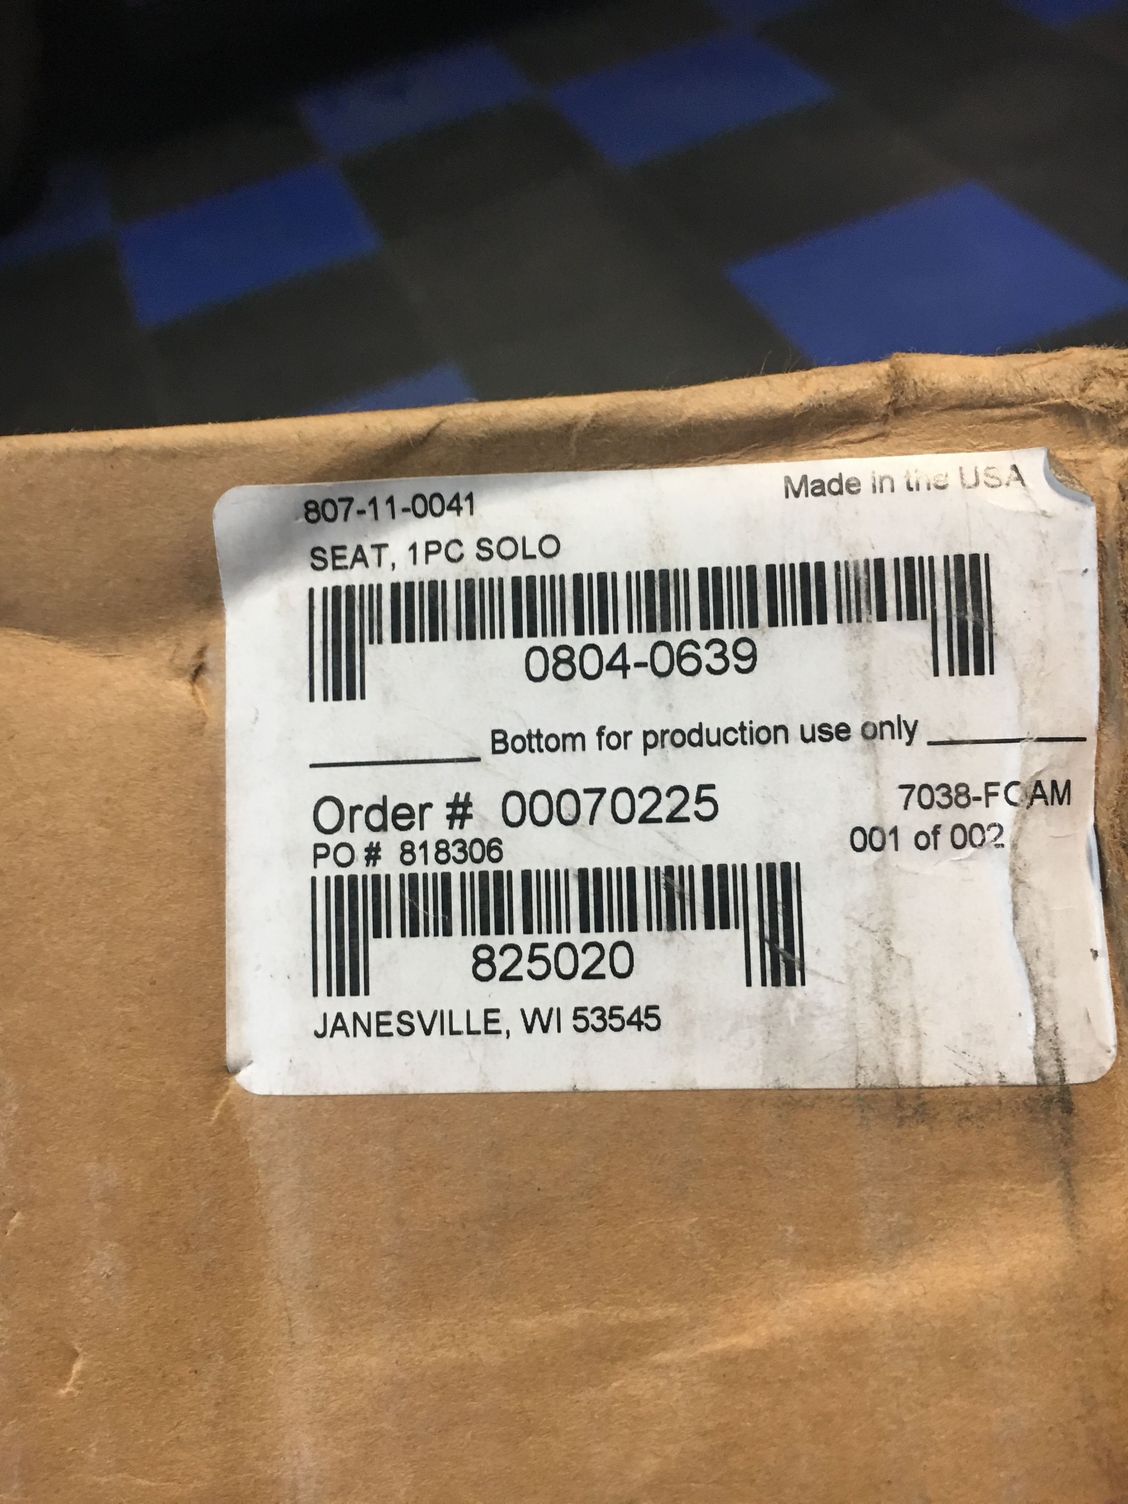 807-11-0041
Made in the USA
SEAT, 1PC SOLO
0804-0639
Bottom for production use only
Order # 00070225
7038-FOAM
PO # 818306
001 of 002
825020
JANESVILLE, WI 53545